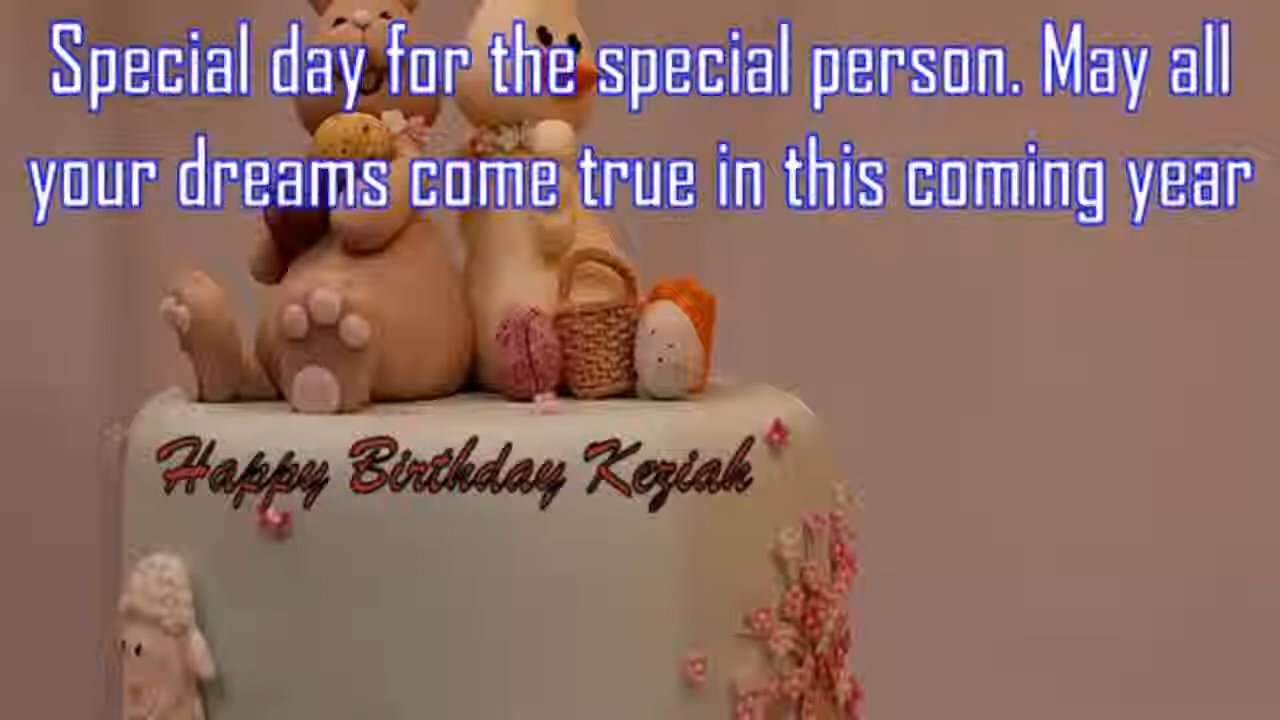 Special day for the special person. May all
your dreams come true in this coming year
Happy Birthday Keziah